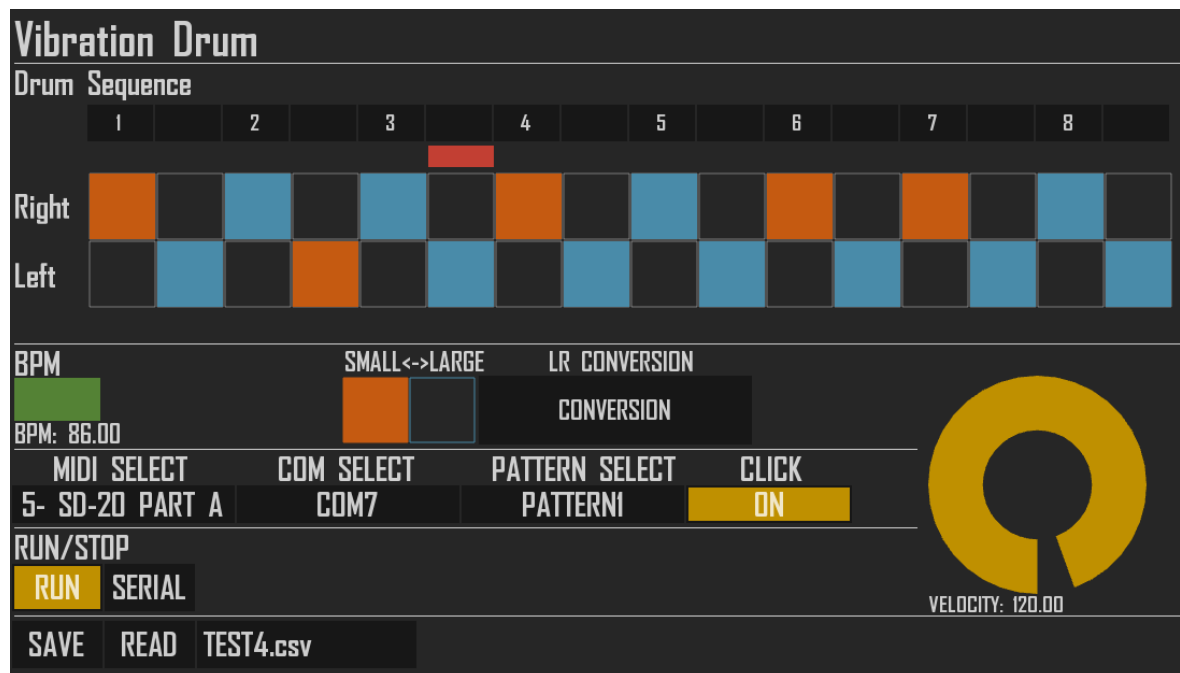 Vibration Drum
Drum Sequence
1 2 3 4 5 6 7 8
Right
Left
BPM SMALL<->LARGE LR CONVERSION
CONVERSION
BPM: 86.00
MIDI SELECT COM SELECT PATTERN SELECT CLICK
5- SD-20 PART A COM7 PATTERN1 ON
RUN/STOP
RUN SERIAL
VELOCITY: 120.00
SAVE READ TEST4.csv